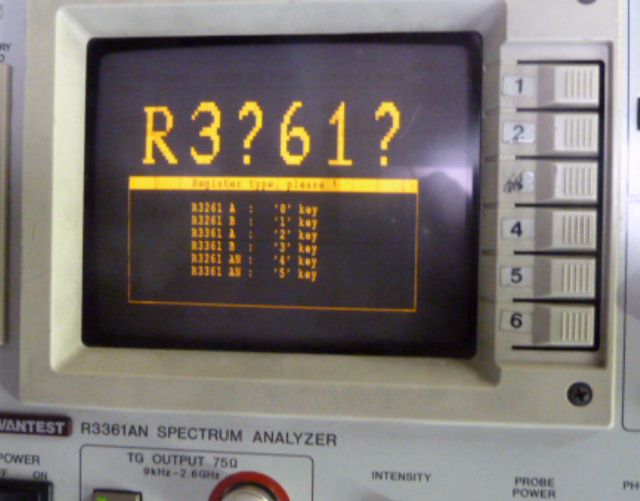 R3?61?
Register type, please !
R3261 A : '0' key
R3261 B : '1' key
R3361 A : '2' key
R3361 B : '3' key
R3261 AN : '4' key
R3361 AN : '5' key
1
2
4
5
6
VANTEST R3361AN SPECTRUM ANALYZER
POWER
ON
TG OUTPUT 75Ω
9kHz-2.6GHz
INTENSITY
PROBE
POWER